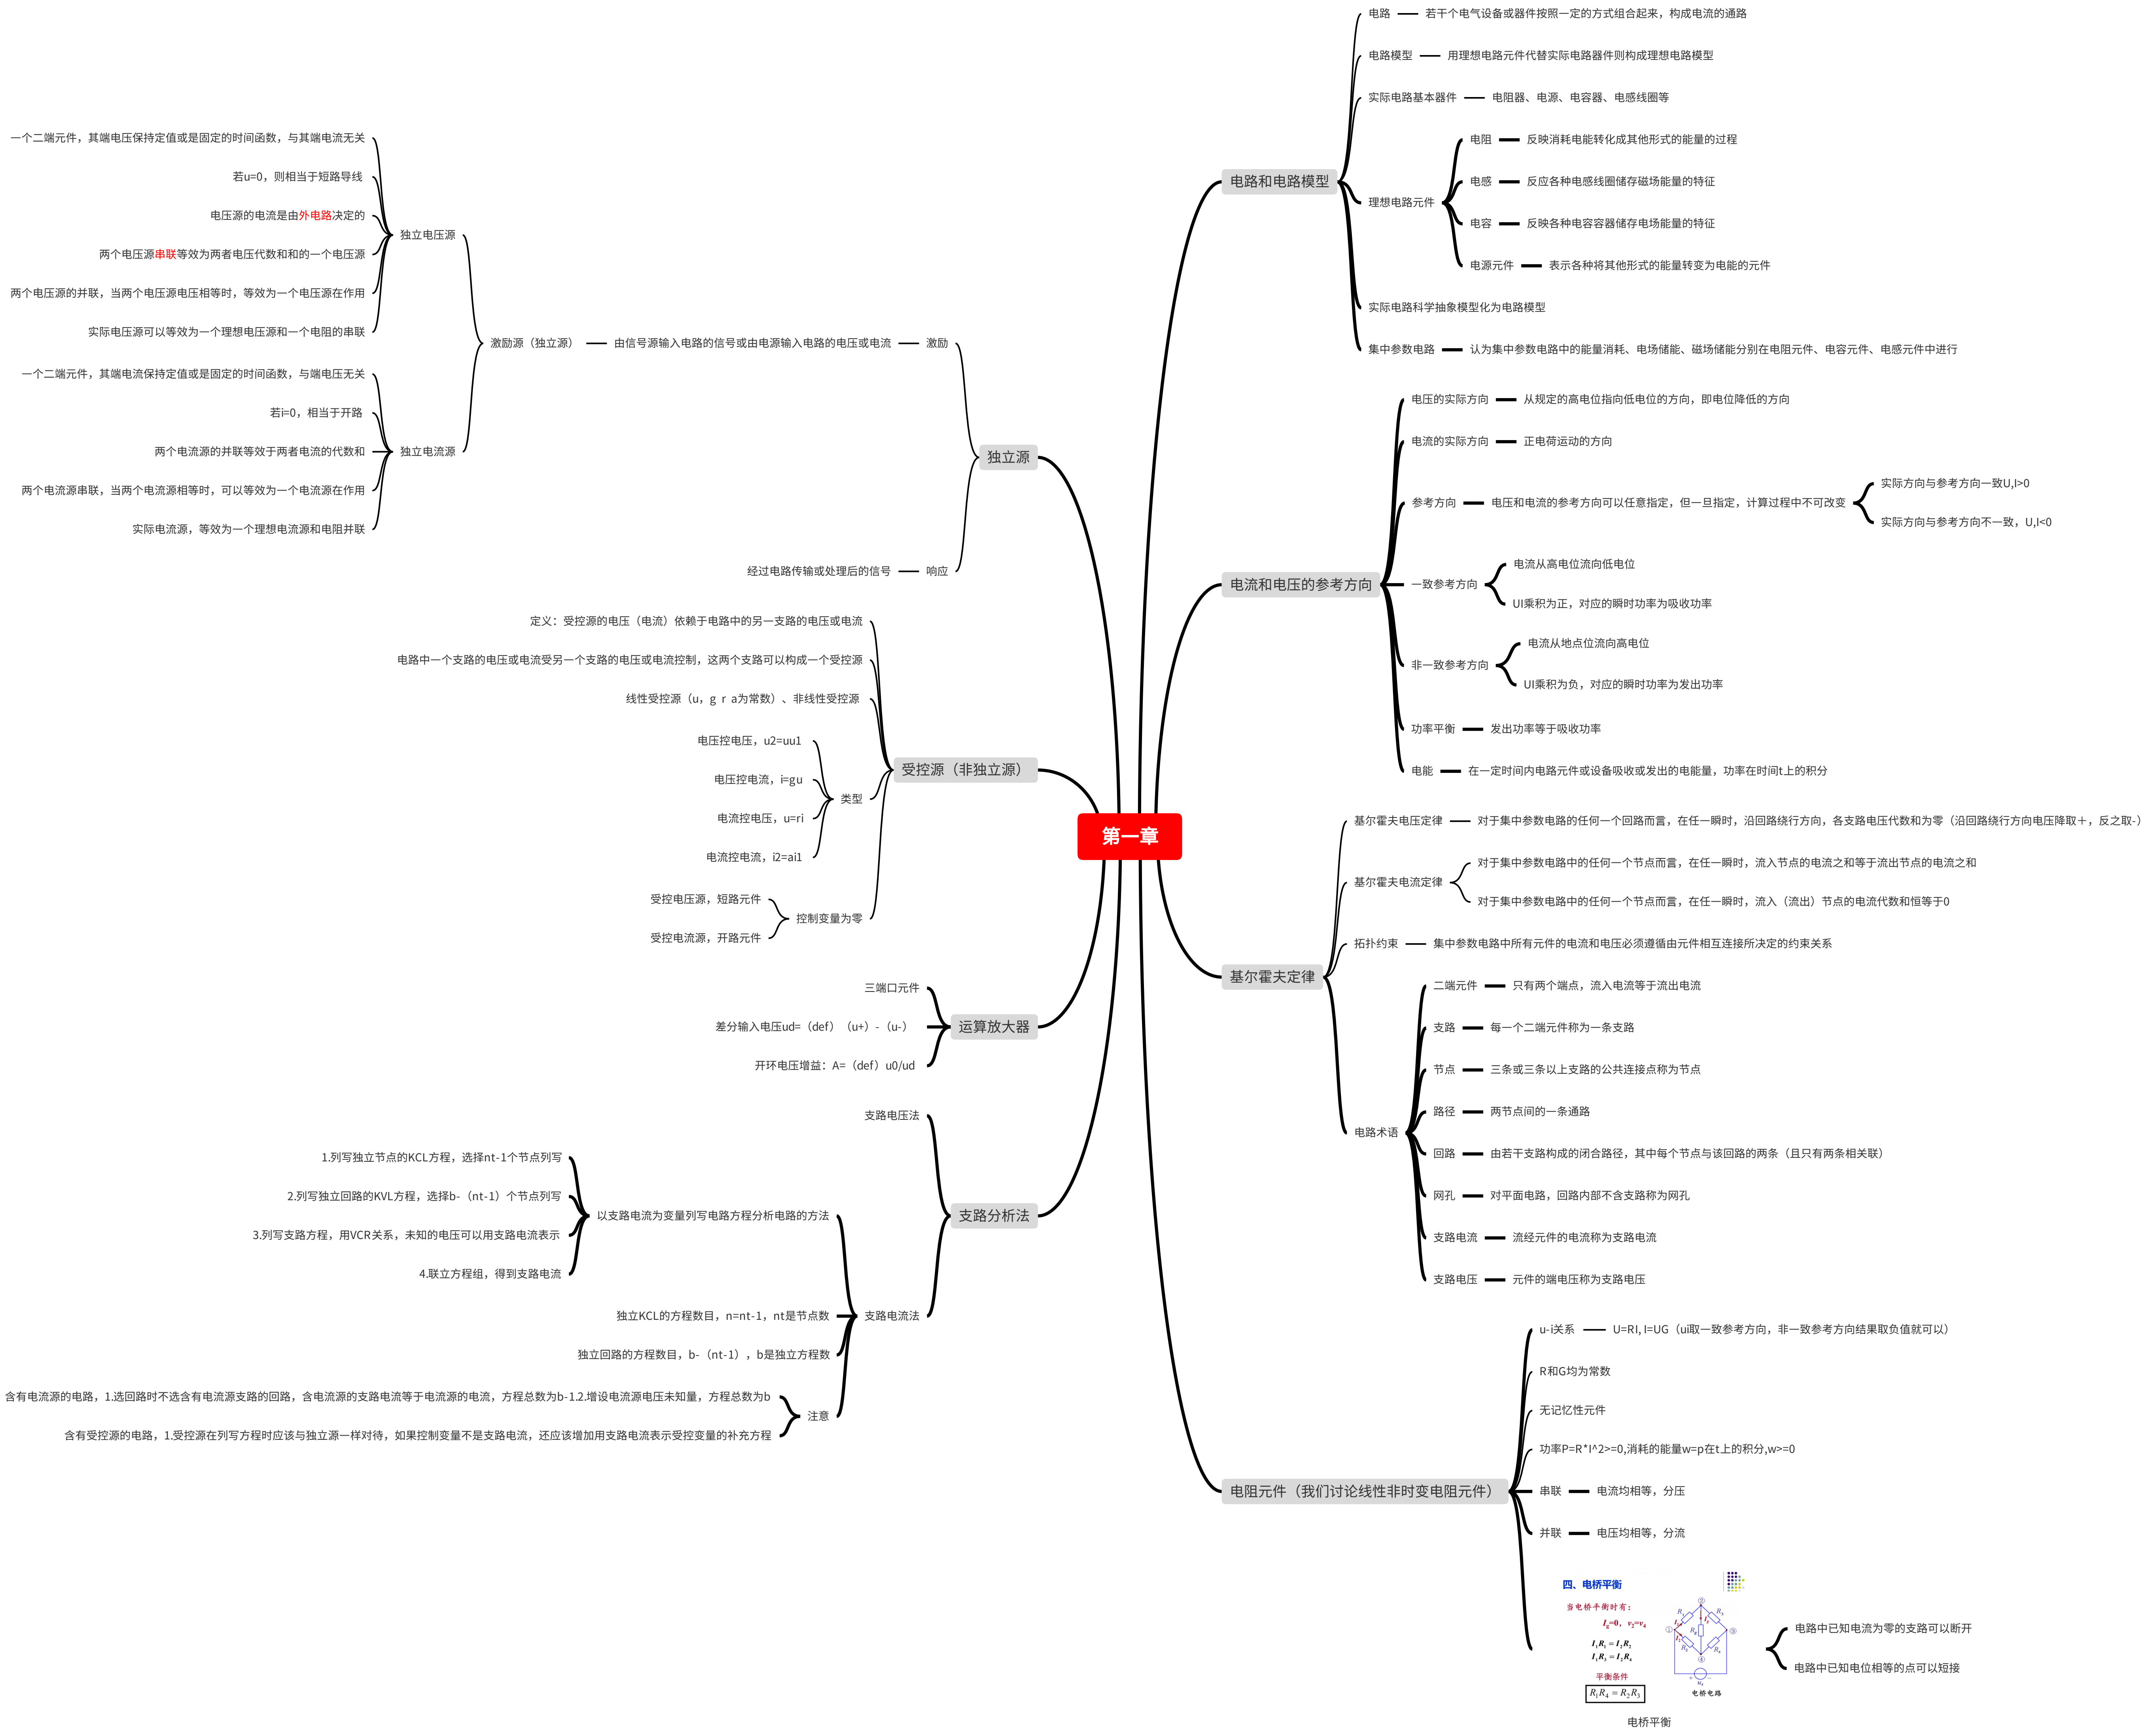 第一章
电路和电路模型
电路
若干个电气设备或器件按照一定的方式组合起来，构成电流的通路
电路模型
用理想电路元件代替实际电路器件则构成理想电路模型
实际电路基本器件
电阻器、电源、电容器、电感线圈等
理想电路元件
电阻
反映消耗电能转化成其他形式的能量的过程
电感
反应各种电感线圈储存磁场能量的特征
电容
反映各种电容容器储存电场能量的特征
电源元件
表示各种将其他形式的能量转变为电能的元件
实际电路科学抽象模型化为电路模型
集中参数电路
认为集中参数电路中的能量消耗、电场储能、磁场储能分别在电阻元件、电容元件、电感元件中进行
电流和电压的参考方向
电压的实际方向
从规定的高电位指向低电位的方向，即电位降低的方向
电流的实际方向
正电荷运动的方向
参考方向
电压和电流的参考方向可以任意指定，但一旦指定，计算过程中不可改变
实际方向与参考方向一致U,I>0
实际方向与参考方向不一致，U,I<0
一致参考方向
电流从高电位流向低电位
UI乘积为正，对应的瞬时功率为吸收功率
非一致参考方向
电流从地点位流向高电位
UI乘积为负，对应的瞬时功率为发出功率
功率平衡
发出功率等于吸收功率
电能
在一定时间内电路元件或设备吸收或发出的电能量，功率在时间t上的积分
基尔霍夫定律
基尔霍夫电压定律
对于集中参数电路的任何一个回路而言，在任一瞬时，沿回路绕行方向，各支路电压代数和为零（沿回路绕行方向电压降取＋，反之取-）
基尔霍夫电流定律
对于集中参数电路中的任何一个节点而言，在任一瞬时，流入节点的电流之和等于流出节点的电流之和
对于集中参数电路中的任何一个节点而言，在任一瞬时，流入（流出）节点的电流代数和恒等于0
拓扑约束
集中参数电路中所有元件的电流和电压必须遵循由元件相互连接所决定的约束关系
电路术语
二端元件
只有两个端点，流入电流等于流出电流
支路
每一个二端元件称为一条支路
节点
三条或三条以上支路的公共连接点称为节点
路径
两节点间的一条通路
回路
由若干支路构成的闭合路径，其中每个节点与该回路的两条（且只有两条相关联）
网孔
对平面电路，回路内部不含支路称为网孔
支路电流
流经元件的电流称为支路电流
支路电压
元件的端电压称为支路电压
电阻元件（我们讨论线性非时变电阻元件）
u-i关系
U=RI, I=UG（ui取一致参考方向，非一致参考方向结果取负值就可以）
R和G均为常数
无记忆性元件
功率P=R*I^2>=0,消耗的能量w=p在t上的积分,w>=0
串联
电流均相等，分压
并联
电压均相等，分流
四、电桥平衡
当电桥平衡时有：
Ig=0， v2=v4
I1R1 = I2R2
I1R3 = I2R4
平衡条件
R1R4 = R2R3
电桥电路
电桥平衡
电路中已知电流为零的支路可以断开
电路中已知电位相等的点可以短接
独立源
激励
由信号源输入电路的信号或由电源输入电路的电压或电流
激励源（独立源）
独立电压源
一个二端元件，其端电压保持定值或是固定的时间函数，与其端电流无关
若u=0，则相当于短路导线
电压源的电流是由外电路决定的
两个电压源串联等效为两者电压代数和和的一个电压源
两个电压源的并联，当两个电压源电压相等时，等效为一个电压源在作用
实际电压源可以等效为一个理想电压源和一个电阻的串联
独立电流源
一个二端元件，其端电流保持定值或是固定的时间函数，与端电压无关
若i=0，相当于开路
两个电流源的并联等效于两者电流的代数和
两个电流源串联，当两个电流源相等时，可以等效为一个电流源在作用
实际电流源，等效为一个理想电流源和电阻并联
响应
经过电路传输或处理后的信号
受控源（非独立源）
定义：受控源的电压（电流）依赖于电路中的另一支路的电压或电流
电路中一个支路的电压或电流受另一个支路的电压或电流控制，这两个支路可以构成一个受控源
线性受控源（u，g r a为常数）、非线性受控源
类型
电压控电压，u2=uu1
电压控电流，i=gu
电流控电压，u=ri
电流控电流，i2=ai1
控制变量为零
受控电压源，短路元件
受控电流源，开路元件
运算放大器
三端口元件
差分输入电压ud=（def）（u+）-（u-）
开环电压增益：A=（def）u0/ud
支路分析法
支路电压法
支路电流法
以支路电流为变量列写电路方程分析电路的方法
1.列写独立节点的KCL方程，选择nt-1个节点列写
2.列写独立回路的KVL方程，选择b-（nt-1）个节点列写
3.列写支路方程，用VCR关系，未知的电压可以用支路电流表示
4.联立方程组，得到支路电流
独立KCL的方程数目，n=nt-1，nt是节点数
独立回路的方程数目，b-（nt-1），b是独立方程数
注意
含有电流源的电路，1.选回路时不选含有电流源支路的回路，含电流源的支路电流等于电流源的电流，方程总数为b-1.2.增设电流源电压未知量，方程总数为b
含有受控源的电路，1.受控源在列写方程时应该与独立源一样对待，如果控制变量不是支路电流，还应该增加用支路电流表示受控变量的补充方程